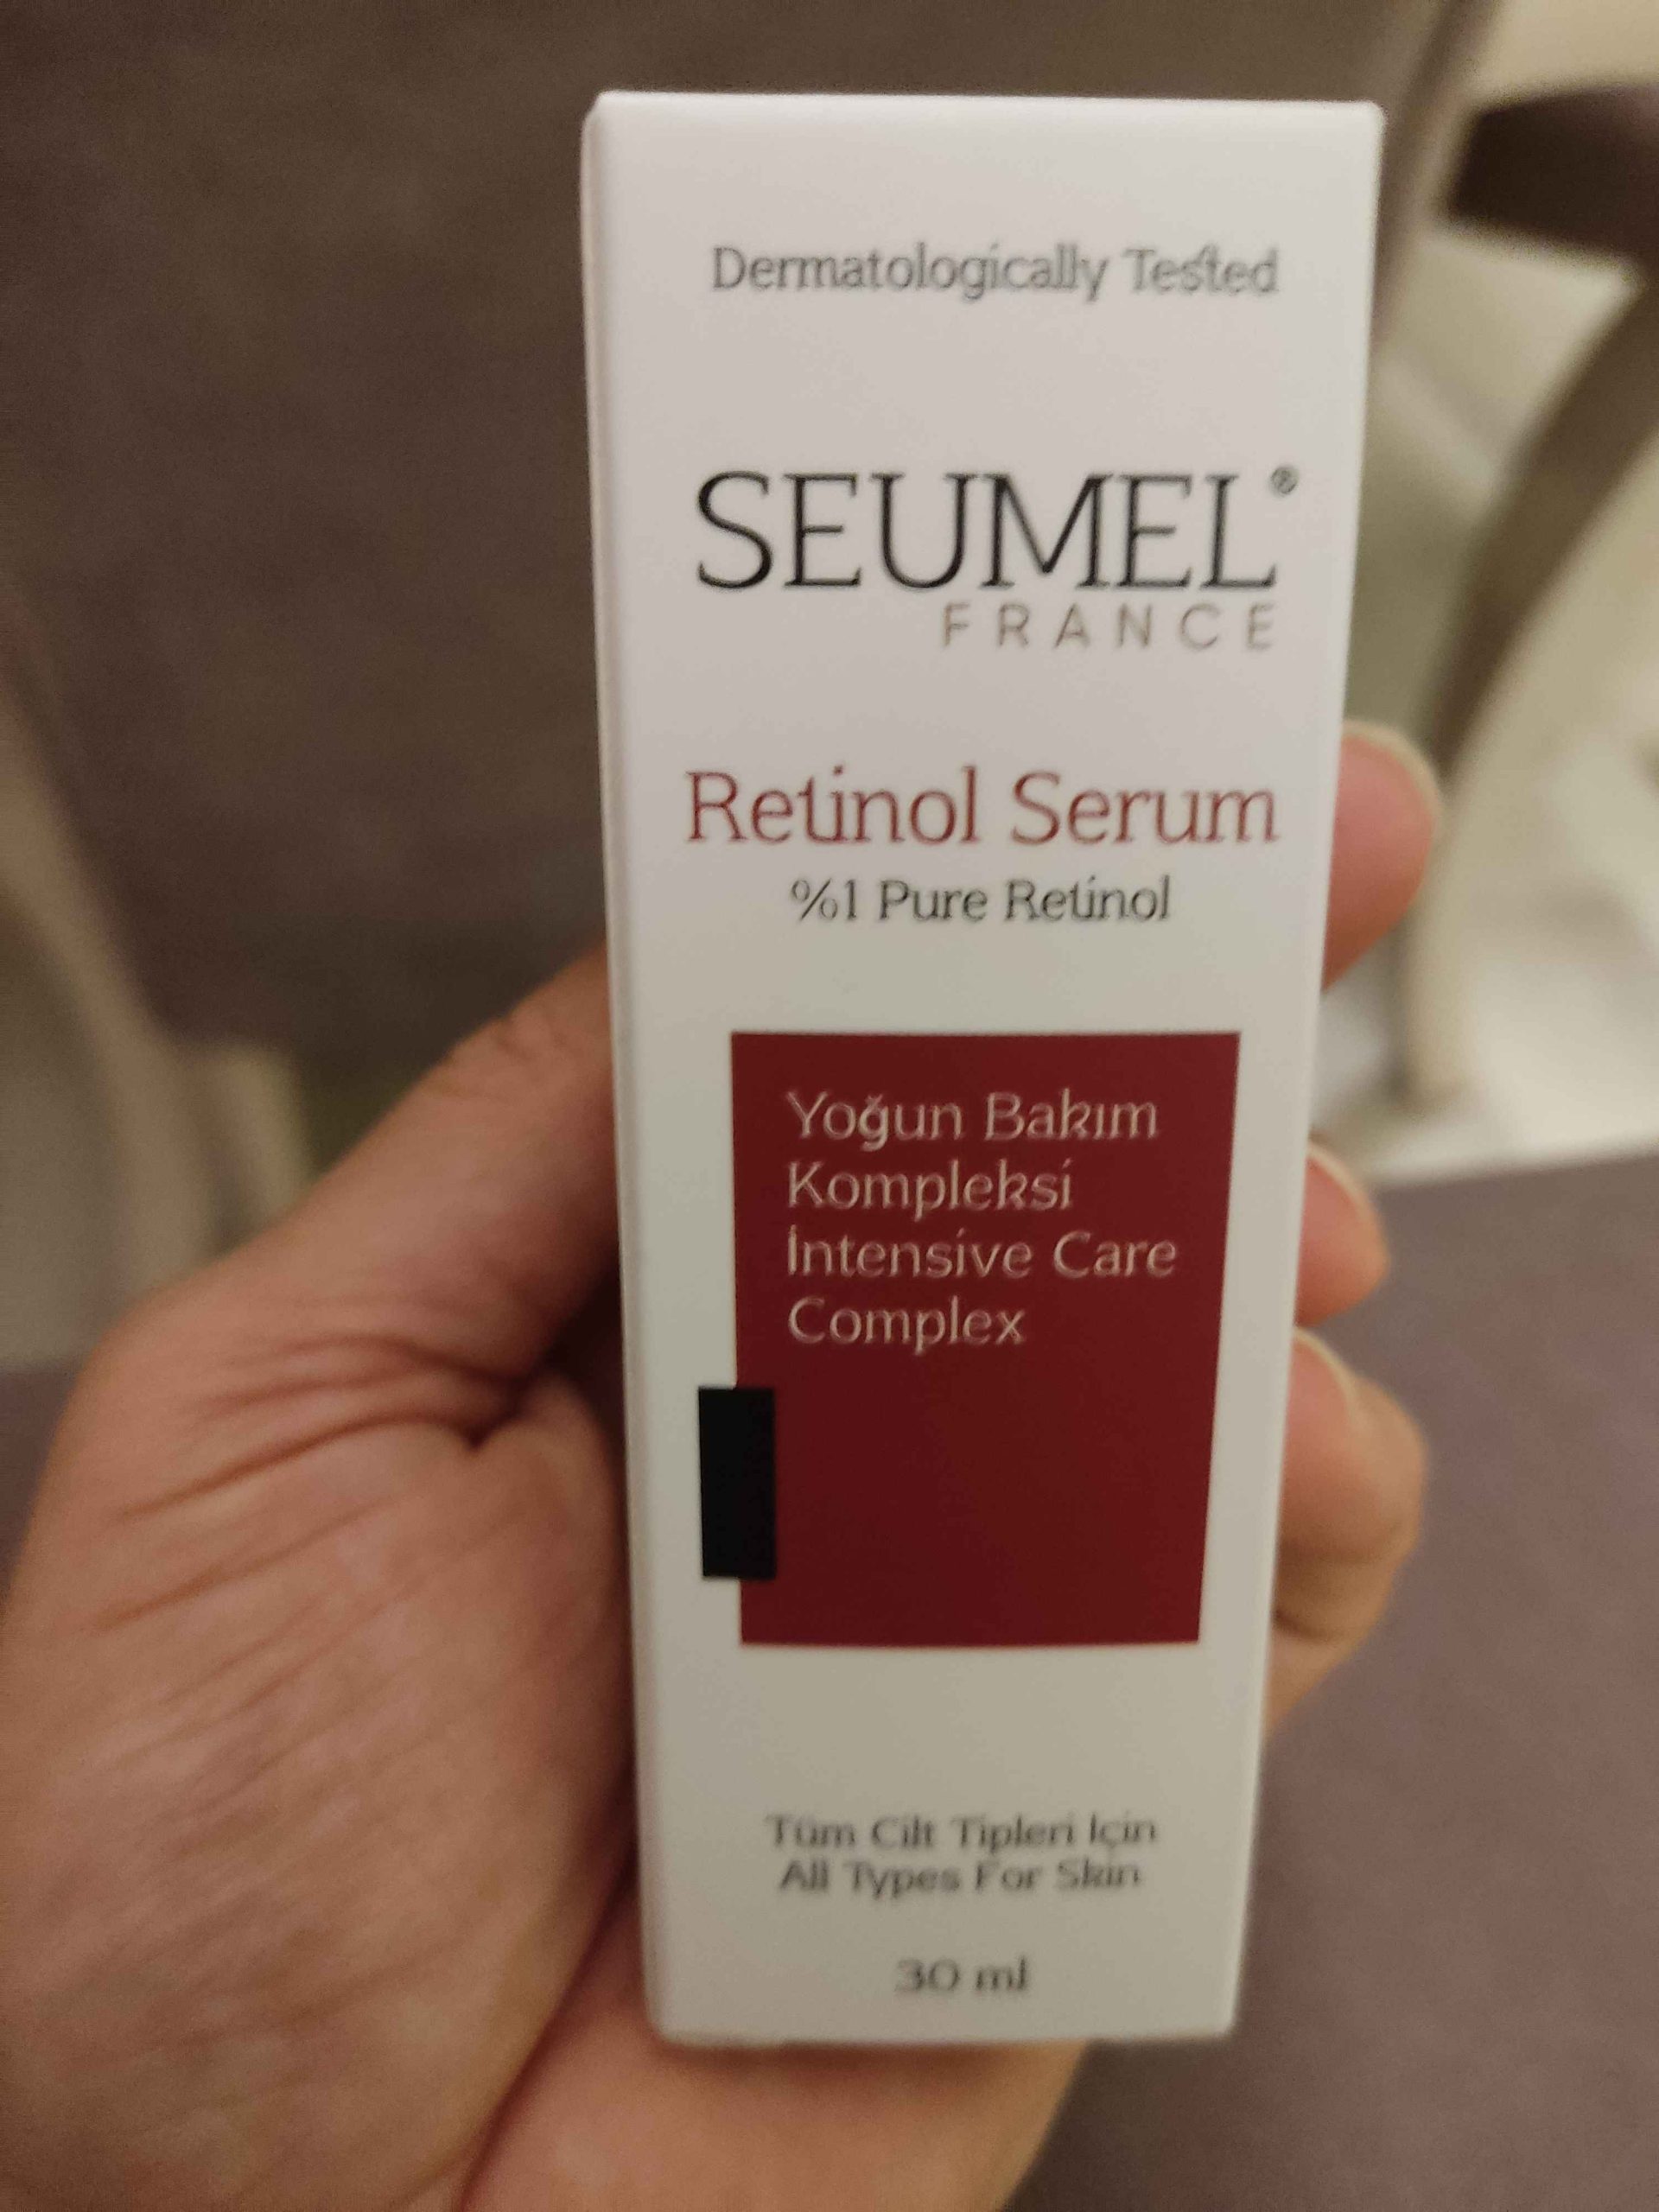 Dermatologically Tested
SEUMEL®
FRANCE
Retinol Serum
%1 Pure Retinol
Yoğun Bakım
Kompleksi
İntensive Care
Complex
Tüm Cilt Tipleri İçin
All Types For Skin
30 ml